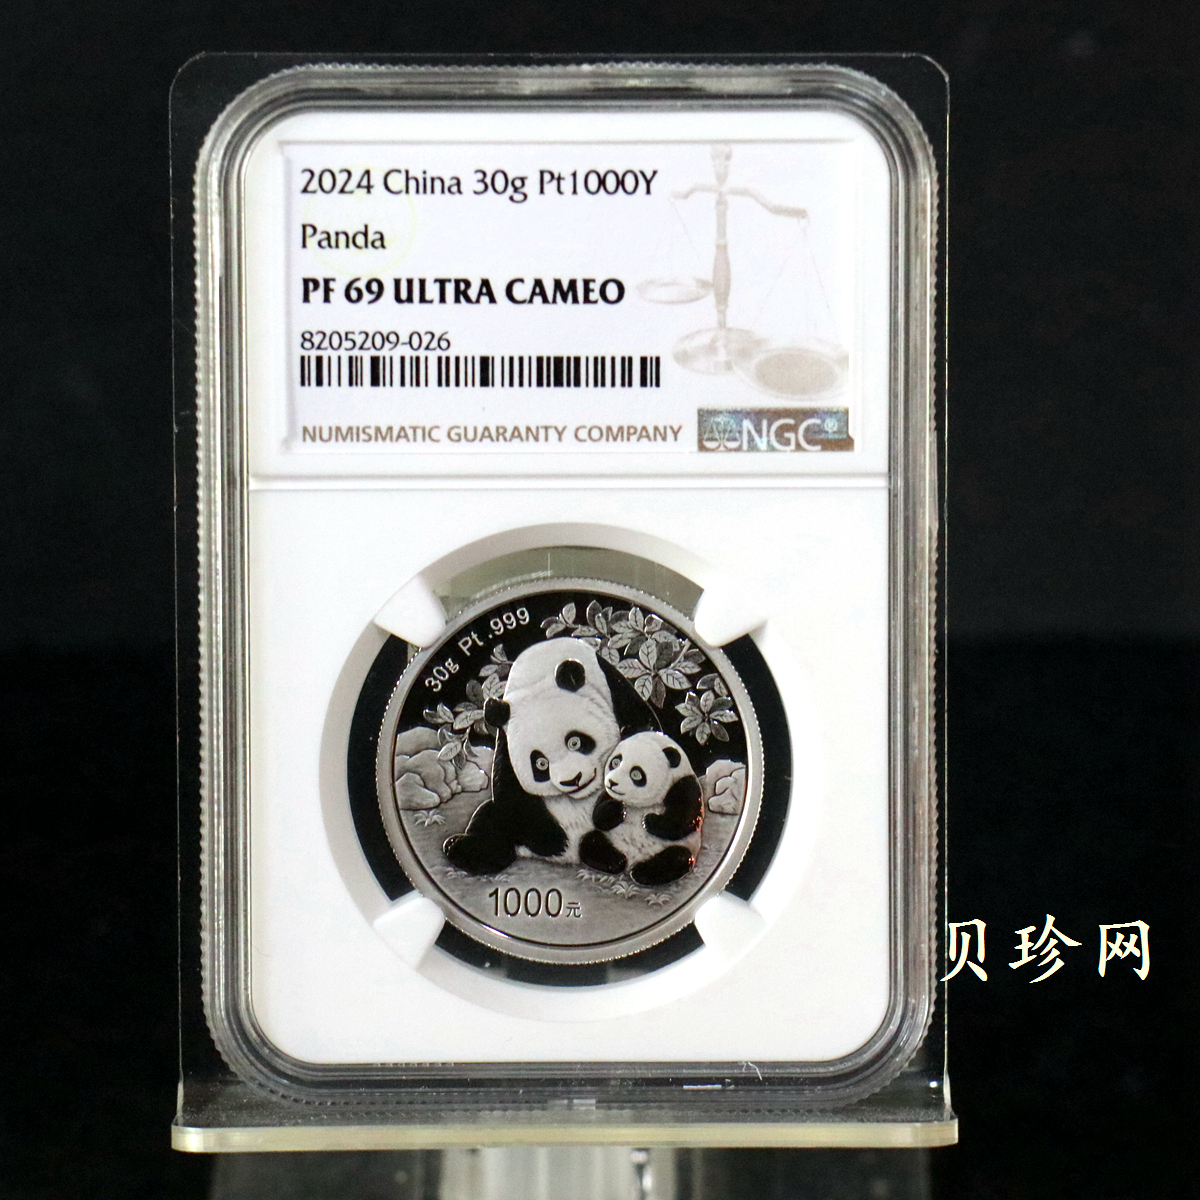 2024 China 30g Pt1000Y
Panda
PF 69 ULTRA CAMEO
8205209-026
NUMISMATIC GUARANTY COMPANY
NGC®
30g Pt .999
1000元
贝珍网